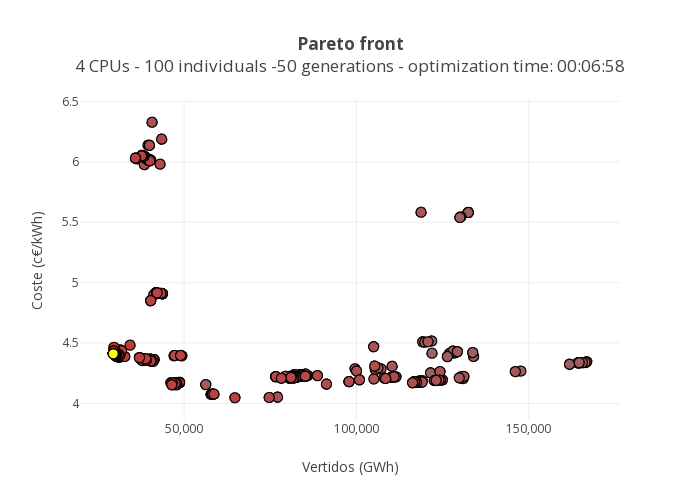 Pareto front
4 CPUs - 100 individuals -50 generations - optimization time: 00:06:58
6.5
6
5.5
5
4.5
4
Coste (c€/kWh)
50,000
100,000
150,000
Vertidos (GWh)